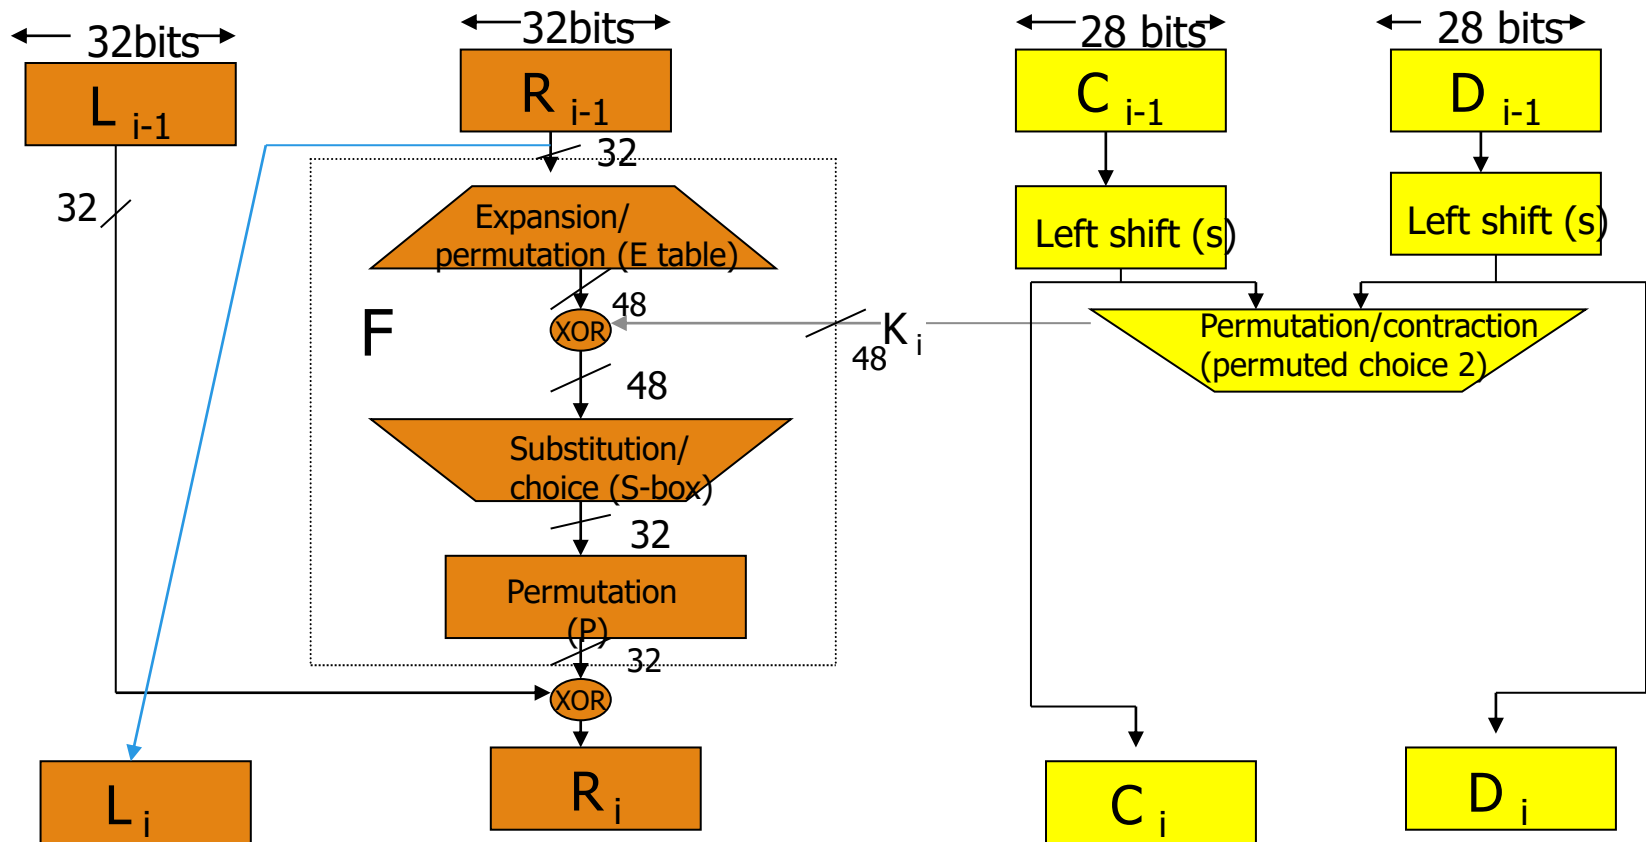 32bits
32bits
28 bits
28 bits
L i-1
R i-1
C i-1
D i-1
32
32
Expansion/
permutation (E table)
Left shift (s)
Left shift (s)
48
F
XOR
48
K i
Permutation/contraction
(permuted choice 2)
48
Substitution/
choice (S-box)
32
Permutation
(P)
32
XOR
L i
R i
C i
D i